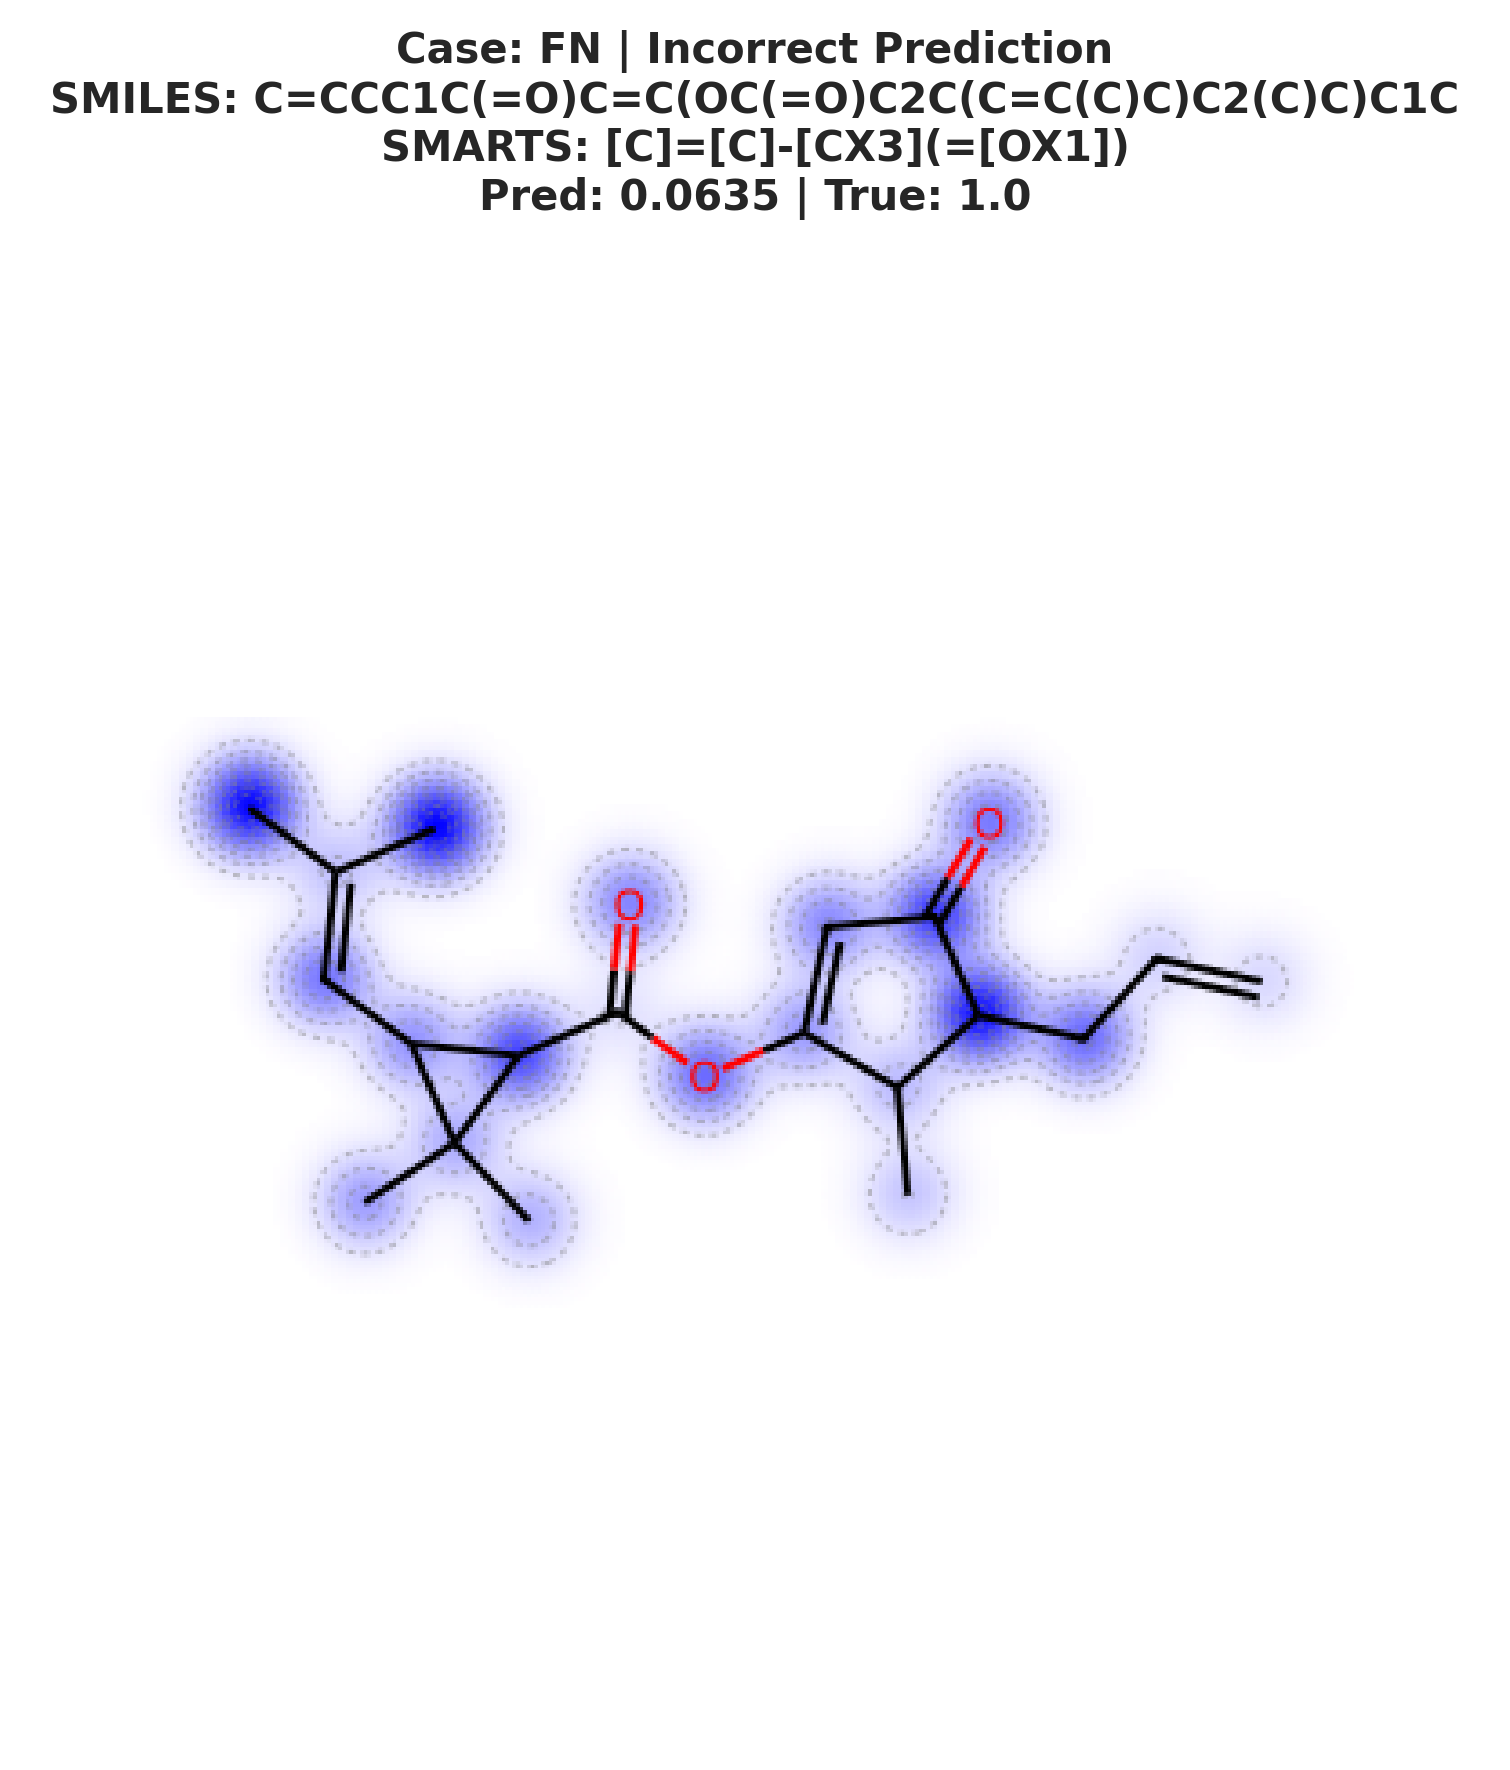 Case: FN | Incorrect Prediction
SMILES: C=CCC1C(=O)C=C(OC(=O)C2C(C=C(C)C)C2(C)C)C1C
SMARTS: [C]=[C]-[CX3](=[OX1])
Pred: 0.0635 | True: 1.0
O
O
O